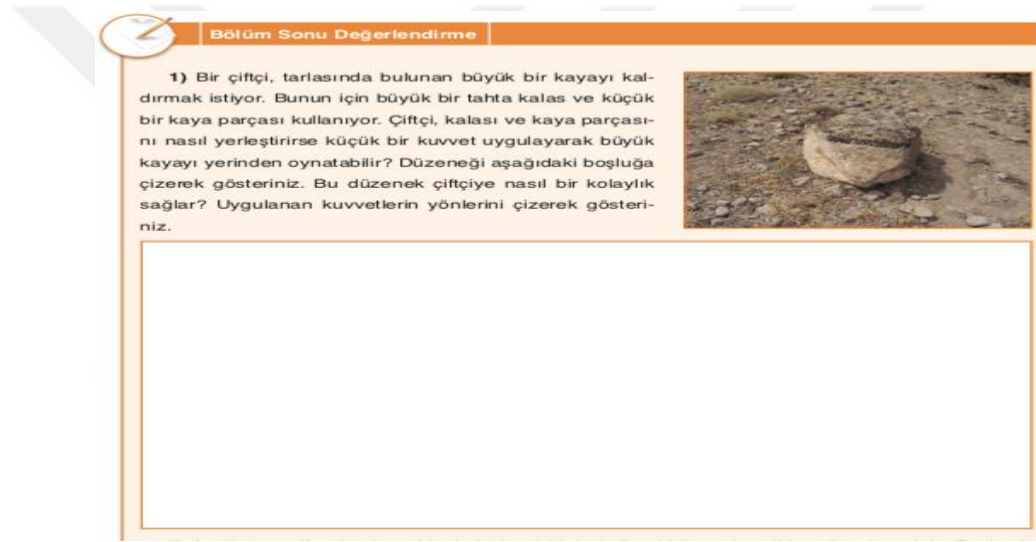 Bölüm Sonu Değerlendirme
1) Bir çiftçi, tarlasında bulunan büyük bir kayayı kal-
dırmak istiyor. Bunun için büyük bir tahta kalas ve küçük
bir kaya parçası kullanıyor. Çiftçi, kalası ve kaya parçası-
nı nasıl yerleştirirse küçük bir kuvvet uygulayarak büyük
kayayı yerinden oynatabilir? Düzeneği aşağıdaki boşluğa
çizerek gösteriniz. Bu düzenek çiftçiye nasıl bir kolaylık
sağlar? Uygulanan kuvvetlerin yönlerini çizerek gösteri-
niz.